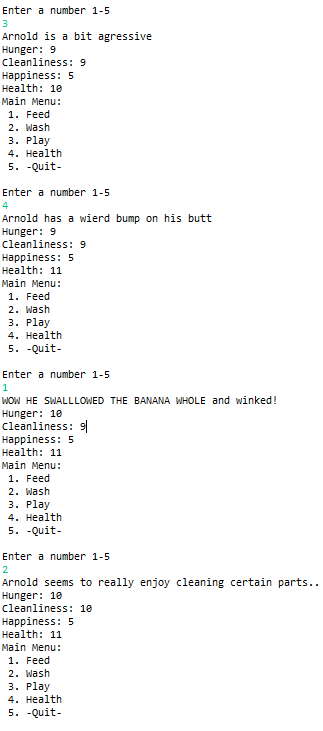 Enter a number 1-5
3
Arnold is a bit agressive
Hunger: 9
Cleanliness: 9
Happiness: 5
Health: 10
Main Menu:
1. Feed
2. Wash
3. Play
4. Health
5. -Quit-
Enter a number 1-5
4
Arnold has a wierd bump on his butt
Hunger: 9
Cleanliness: 9
Happiness: 5
Health: 11
Main Menu:
1. Feed
2. Wash
3. Play
4. Health
5. -Quit-
Enter a number 1-5
1
WOW HE SWALLLOWED THE BANANA WHOLE and winked!
Hunger: 10
Cleanliness: 9
Happiness: 5
Health: 11
Main Menu:
1. Feed
2. Wash
3. Play
4. Health
5. -Quit-
Enter a number 1-5
2
Arnold seems to really enjoy cleaning certain parts..
Hunger: 10
Cleanliness: 10
Happiness: 5
Health: 11
Main Menu:
1. Feed
2. Wash
3. Play
4. Health
5. -Quit-